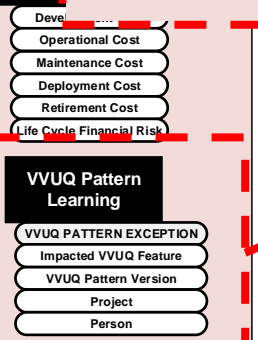 Operational Cost
Maintenance Cost
Deployment Cost
Retirement Cost
Life Cycle Financial Risk
VVUQ Pattern
Learning
VVUQ PATTERN EXCEPTION
Impacted VVUQ Feature
VVUQ Pattern Version
Project
Person